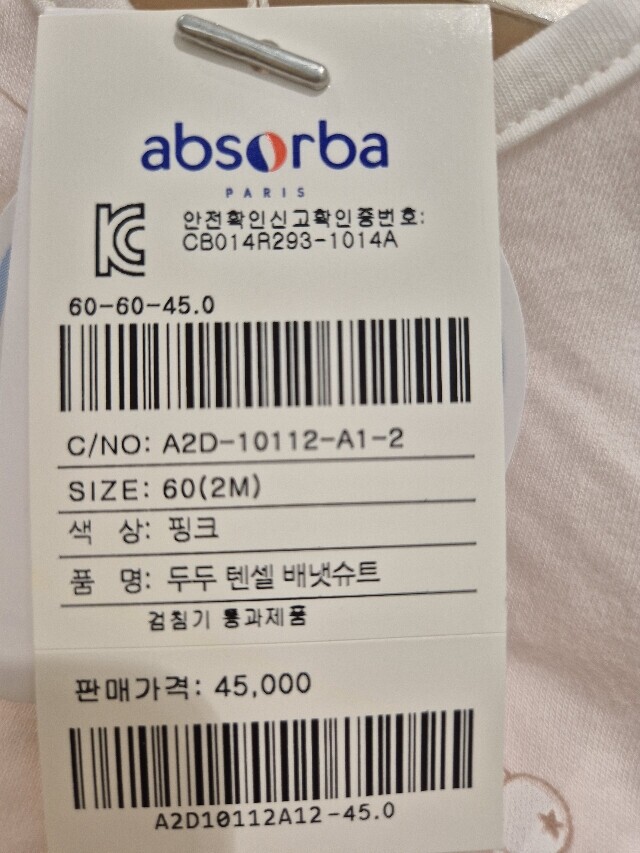 absorba
PARIS
안전확인신고확인증번호:
CB014R293-1014A
60-60-45.0
C/NO: A2D-10112-A1-2
SIZE: 60(2M)
색 상: 핑크
품 명: 두두 텐셀 배냇슈트
검침기 통과제품
판매가격: 45,000
A2D10112A12-45.0